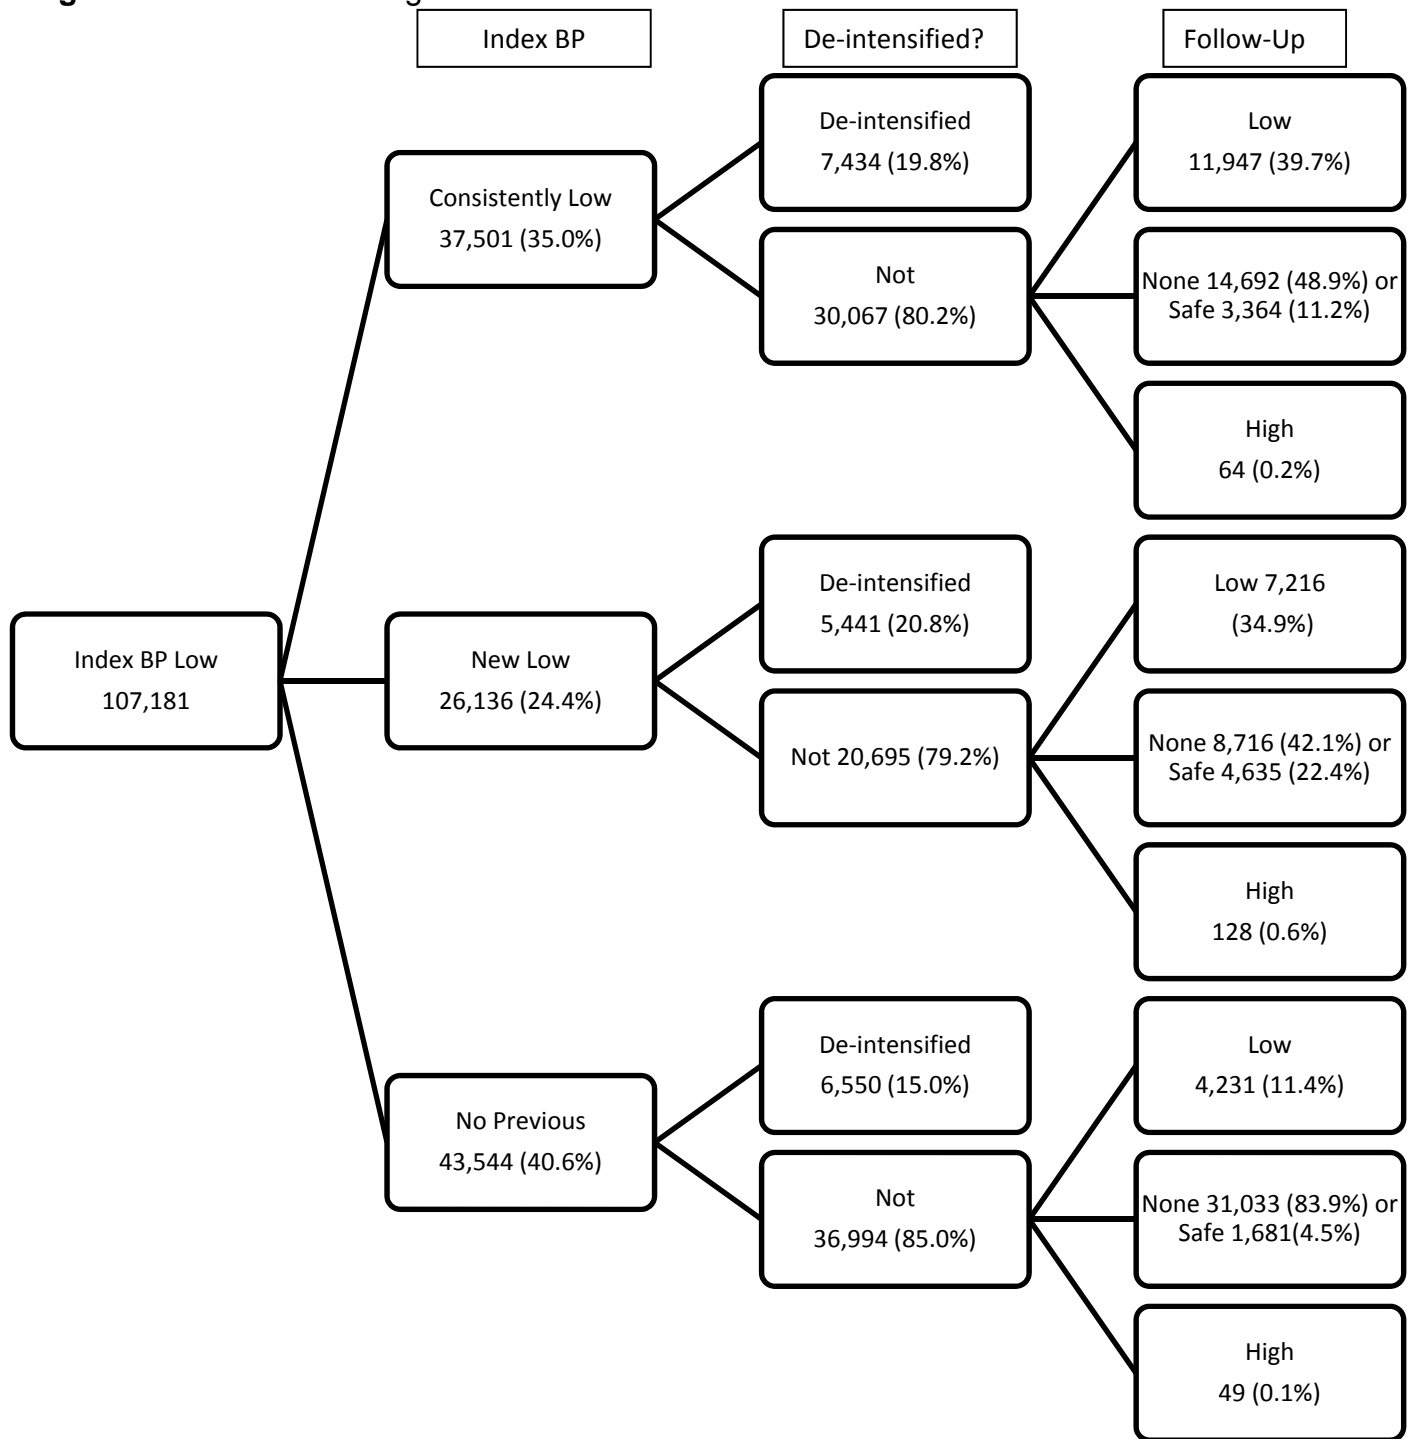 Index BP
De-intensified?
Follow-Up
De-intensified
7,434 (19.8%)
Low
11,947 (39.7%)
Consistently Low
37,501 (35.0%)
Not
30,067 (80.2%)
None 14,692 (48.9%) or
Safe 3,364 (11.2%)
High
64 (0.2%)
De-intensified
5,441 (20.8%)
Low 7,216
(34.9%)
Index BP Low
107,181
New Low
26,136 (24.4%)
Not 20,695 (79.2%)
None 8,716 (42.1%) or
Safe 4,635 (22.4%)
High
128 (0.6%)
De-intensified
6,550 (15.0%)
Low
4,231 (11.4%)
No Previous
43,544 (40.6%)
Not
36,994 (85.0%)
None 31,033 (83.9%) or
Safe 1,681(4.5%)
High
49 (0.1%)